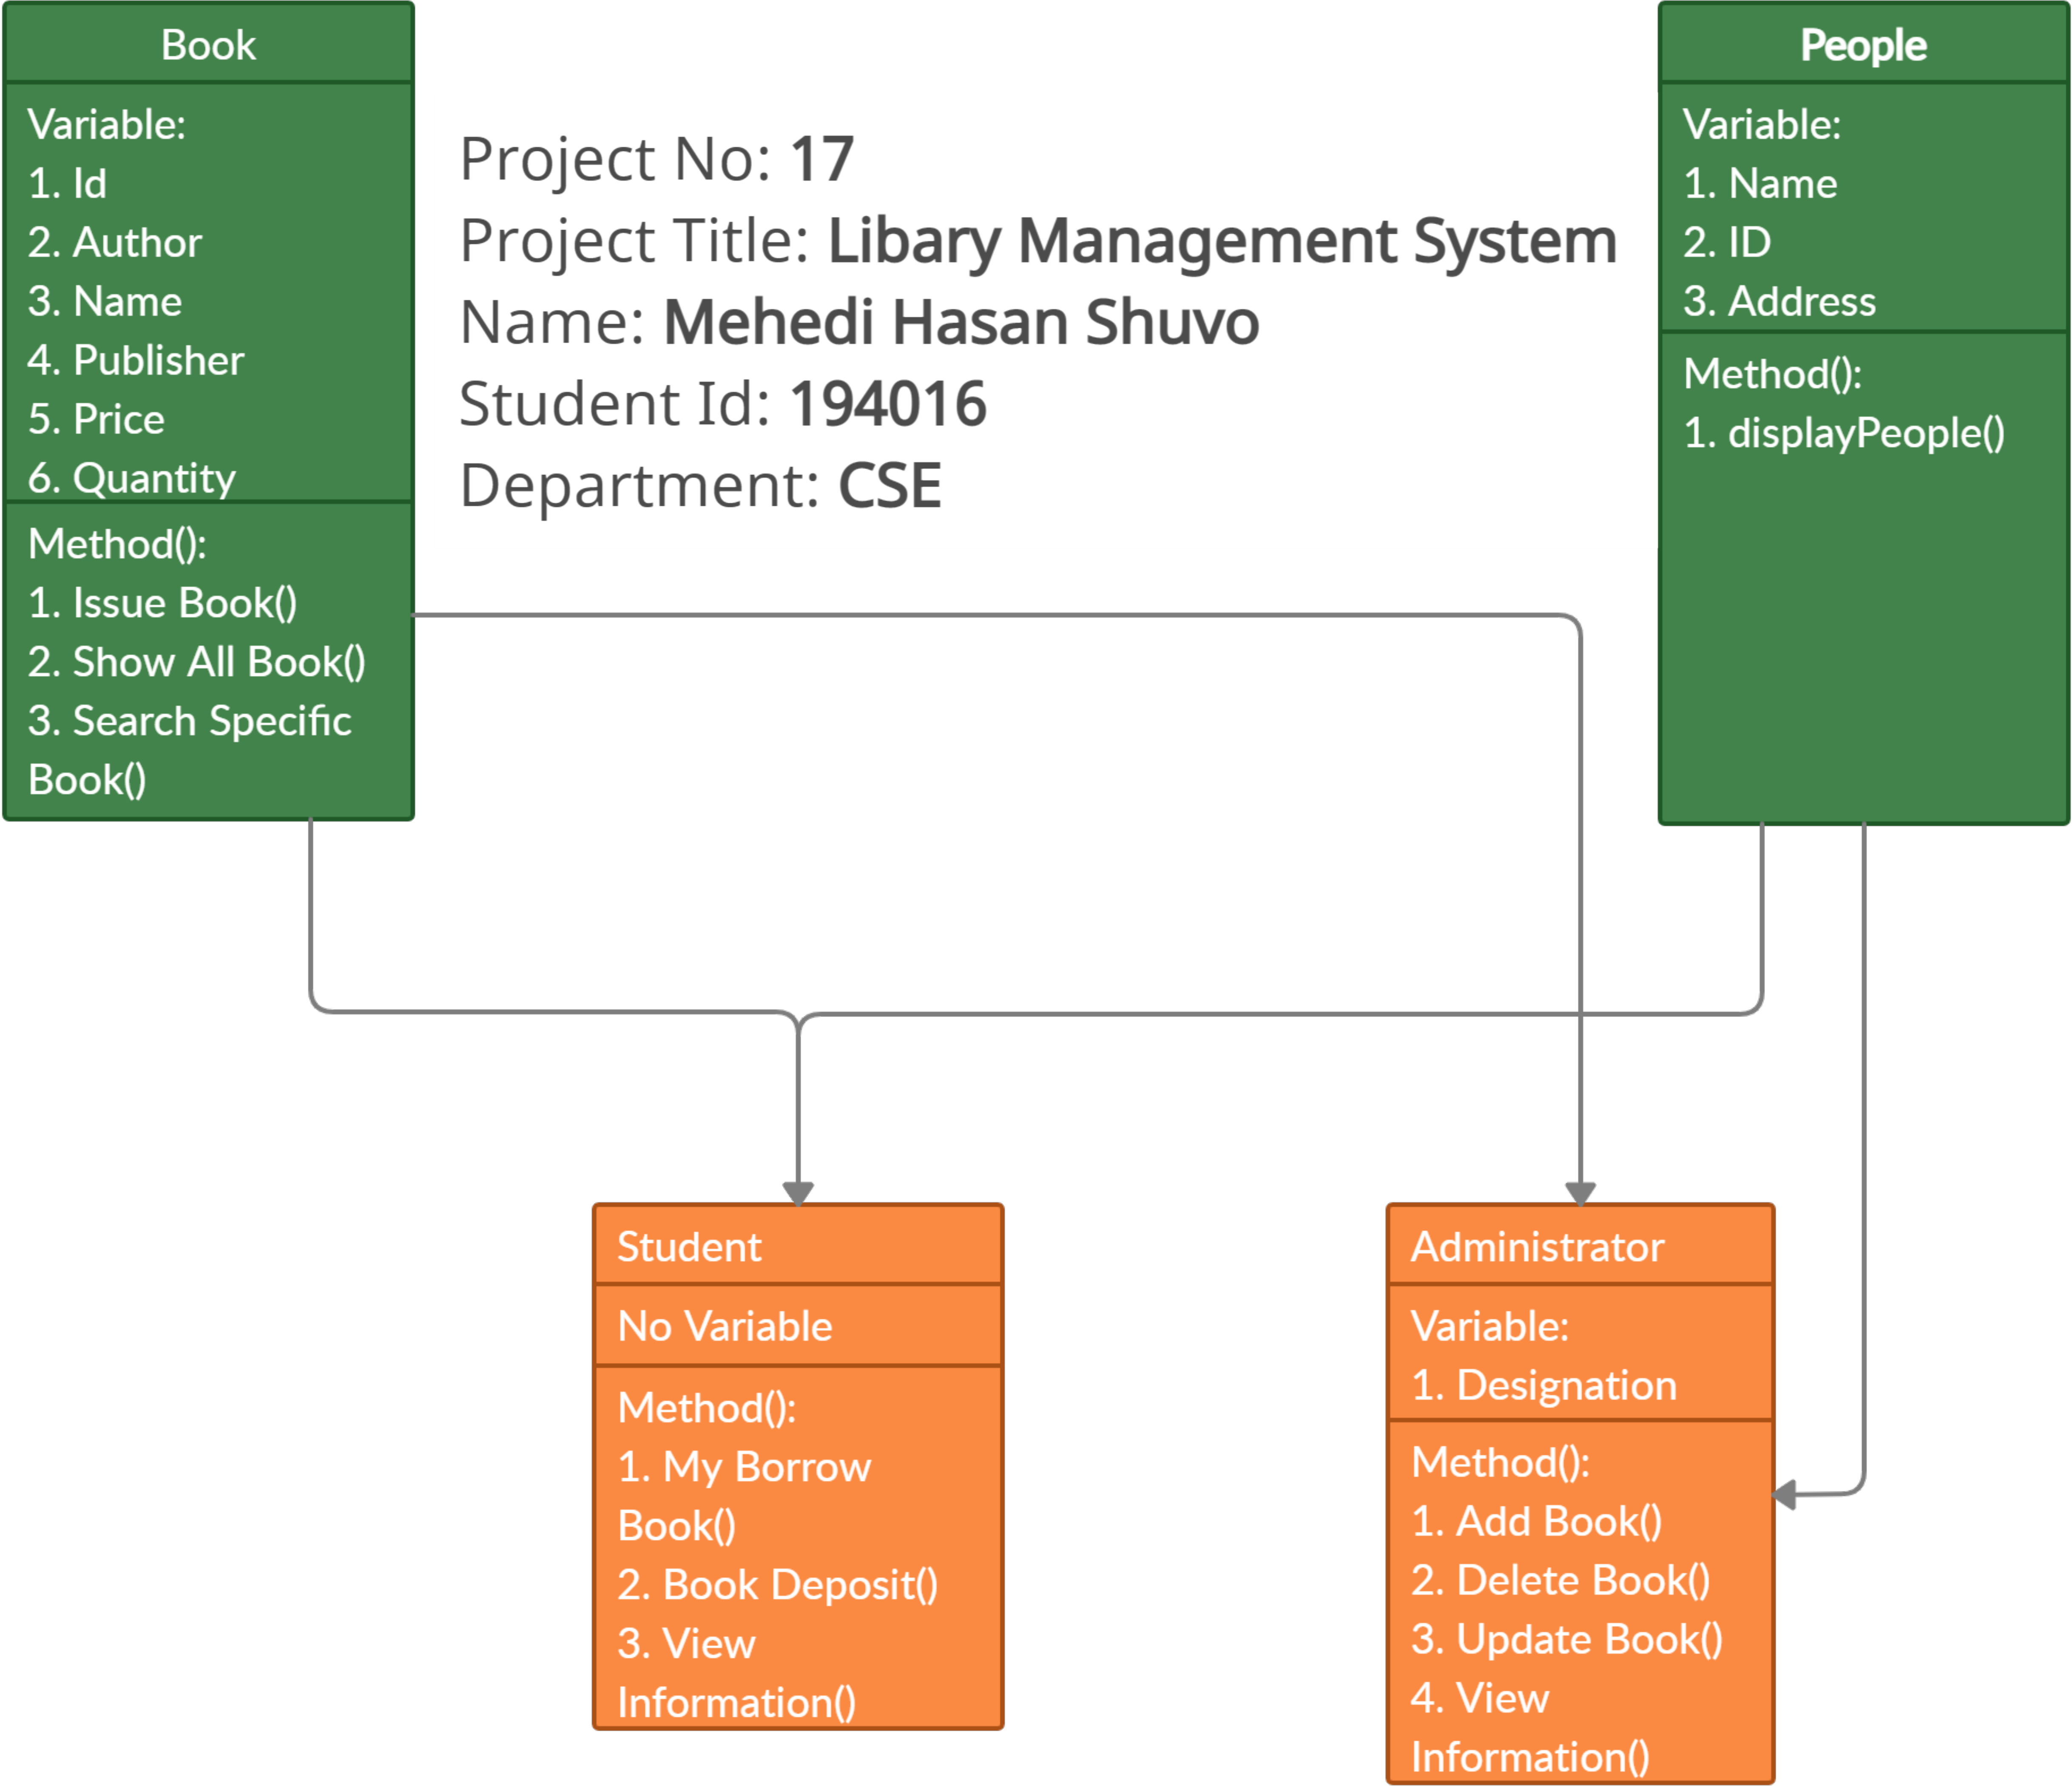 Book
Variable:
1. Id
2. Author
3. Name
4. Publisher
5. Price
6. Quantity
Method():
1. Issue Book()
2. Show All Book()
3. Search Specific
Book()
Project No: 17
Project Title: Libary Management System
Name: Mehedi Hasan Shuvo
Student Id: 194016
Department: CSE
People
Variable:
1. Name
2. ID
3. Address
Method():
1. displayPeople()
Student
No Variable
Method():
1. My Borrow
Book()
2. Book Deposit()
3. View
Information()
Administrator
Variable:
1. Designation
Method():
1. Add Book()
2. Delete Book()
3. Update Book()
4. View
Information()